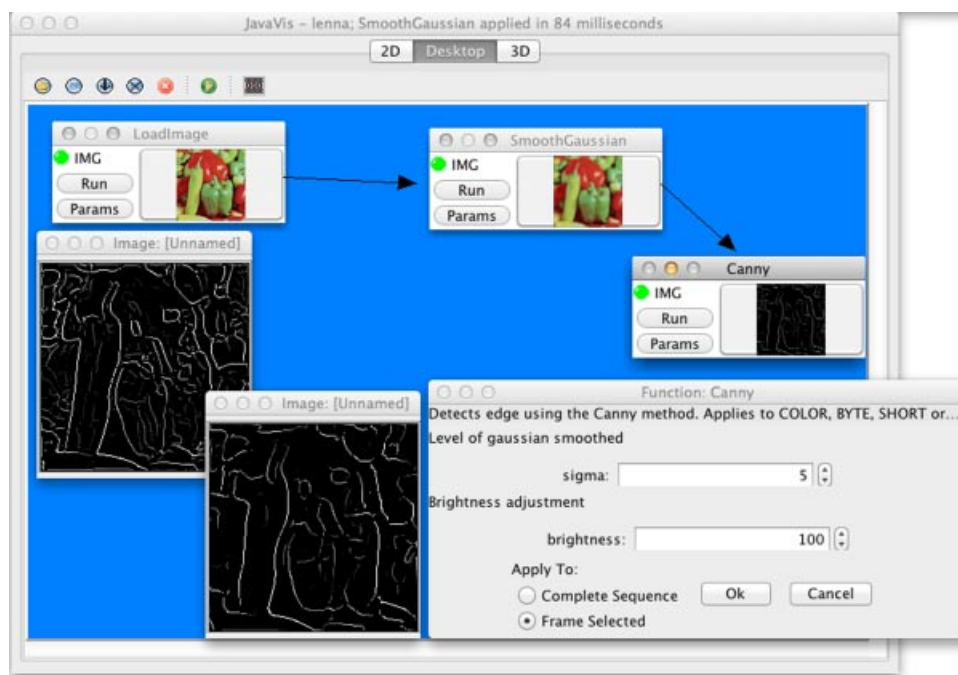 JavaVis – lenna; SmoothGaussian applied in 84 milliseconds
2D Desktop 3D
LoadImage
IMG
Run
Params
SmoothGaussian
IMG
Run
Params
Canny
IMG
Run
Params
Image: [Unnamed]
Image: [Unnamed]
Function: Canny
Detects edge using the Canny method. Applies to COLOR, BYTE, SHORT or...
Level of gaussian smoothed
sigma: 5
Brightness adjustment
brightness: 100
Apply To:
Complete Sequence
Ok Cancel
Frame Selected